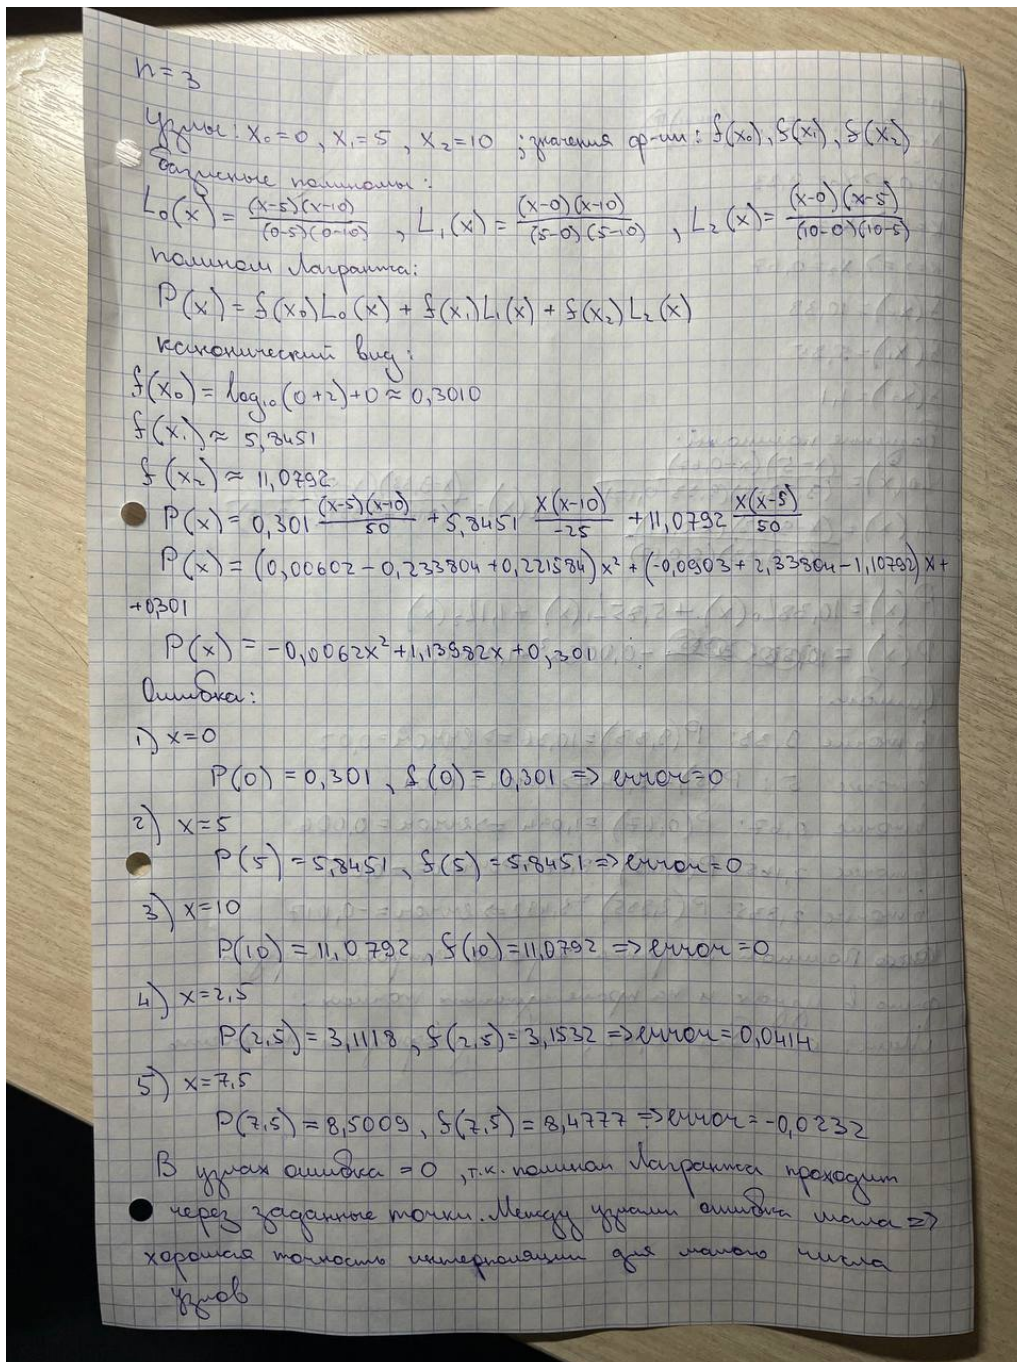 n=3
Узлы: x₀=0, x₁=5, x₂=10 ; значения ф-ии: f(x₀), f(x₁), f(x₂)
базисные полиномы:
L₀(x) = (x-5)(x-10)/(0-5)(0-10) , L₁(x) = (x-0)(x-10)/(5-0)(5-10) , L₂(x) = (x-0)(x-5)/(10-0)(10-5)
полином Лагранжа:
P(x) = f(x₀)L₀(x) + f(x₁)L₁(x) + f(x₂)L₂(x)
канонический вид:
f(x₀) = log₁₀(0+2)+0 ≈ 0,3010
f(x₁) ≈ 5,8451
f(x₂) ≈ 11,0792
P(x) = 0,301 (x-5)(x-10)/50 + 5,8451 x(x-10)/-25 + 11,0792 x(x-5)/50
P(x) = (0,00602 - 0,233804 + 0,221584)x² + (-0,0903 + 2,33804 - 1,10792)x +
+0,301
P(x) = -0,0062x² + 1,13982x + 0,301
Ошибка:
1) x=0
P(0) = 0,301 , f(0) = 0,301 => error=0
2) x=5
P(5) = 5,8451 , f(5) = 5,8451 => error=0
3) x=10
P(10) = 11,0792 , f(10) = 11,0792 => error=0
4) x=2,5
P(2,5) = 3,1118 , f(2,5) = 3,1532 => error=0,0414
5) x=7,5
P(7,5) = 8,5009 , f(7,5) = 8,4777 => error=-0,0232
В узлах ошибка = 0 , т.к. полином Лагранжа проходит
через заданные точки. Между узлами ошибка мала =>
хорошая точность интерполяции для малого числа
узлов